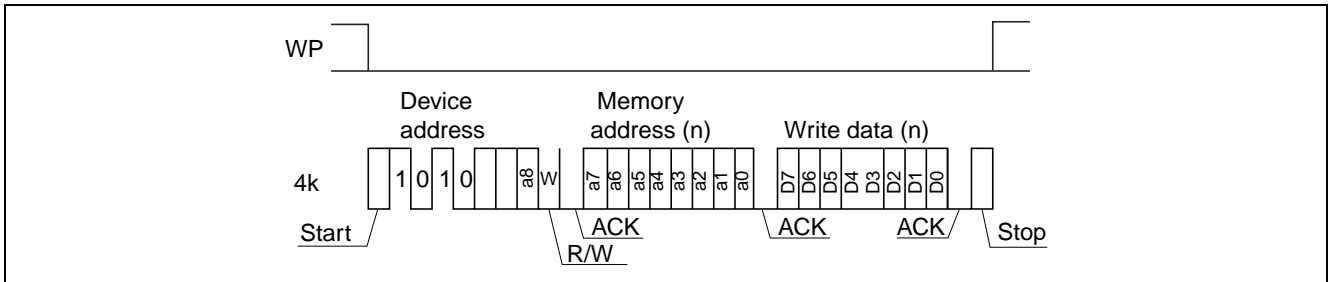 WP
Device Memory
address address (n) Write data (n)
4k 1 0 1 0 a8 W a7 a6 a5 a4 a3 a2 a1 a0 D7 D6 D5 D4 D3 D2 D1 D0
Start ACK ACK ACK Stop
R/W